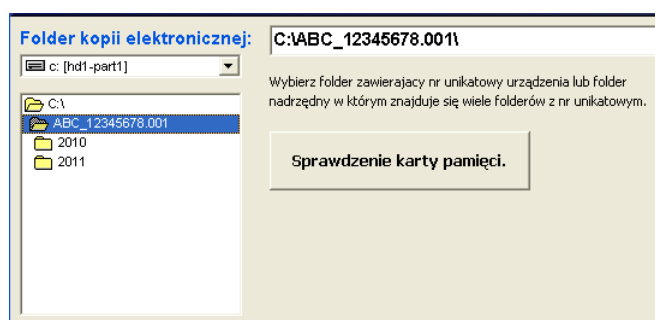 Folder kopii elektronicznej:
C:\ABC_12345678.001\
c: [hd1-part1]
Wybierz folder zawierajacy nr unikatowy urządzenia lub folder
nadrzędny w którym znajduje się wiele folderów z nr unikatowym.
C:\
ABC_12345678.001
2010
2011
Sprawdzenie karty pamięci.